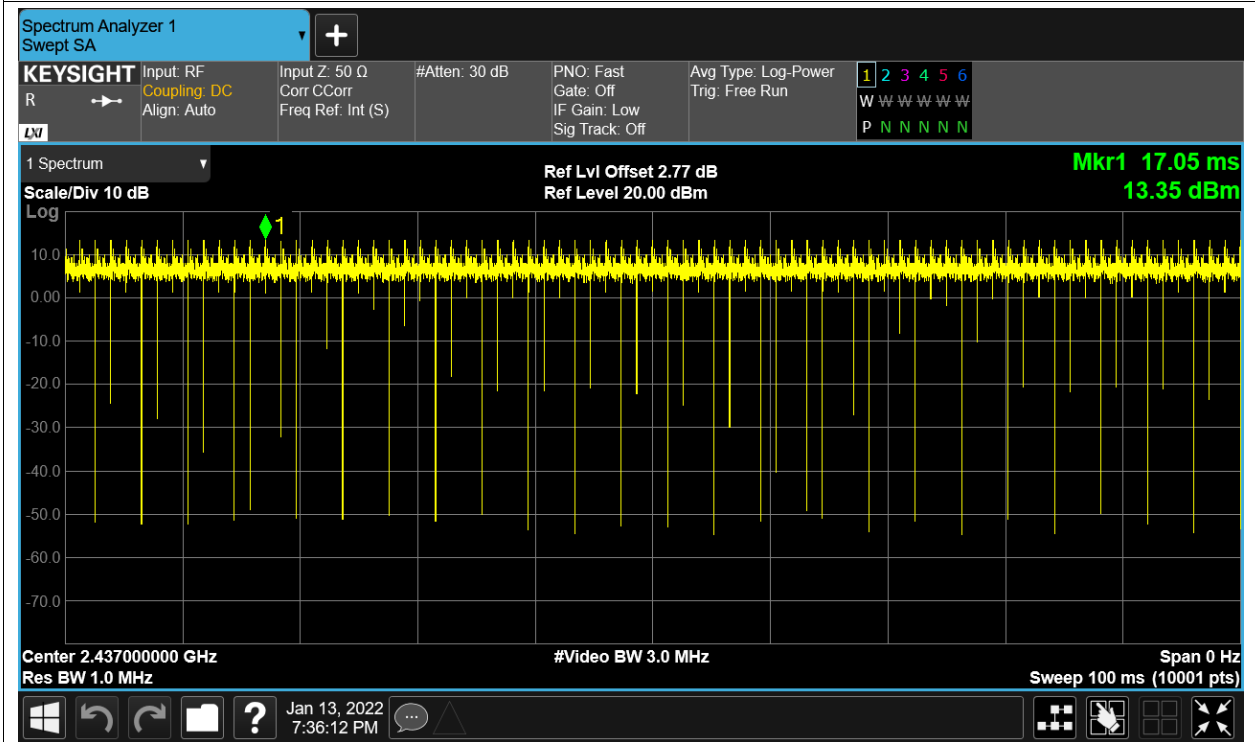 Spectrum Analyzer 1
Swept SA
KEYSIGHT
R
LXI
Input: RF
Coupling: DC
Align: Auto
Input Z: 50 Ω
Corr CCorr
Freq Ref: Int (S)
#Atten: 30 dB
PNO: Fast
Gate: Off
IF Gain: Low
Sig Track: Off
Avg Type: Log-Power
Trig: Free Run
1 2 3 4 5 6
W W W W W W
P N N N N N
1 Spectrum
Scale/Div 10 dB
Ref Lvl Offset 2.77 dB
Ref Level 20.00 dBm
Mkr1 17.05 ms
13.35 dBm
Log
1
10.0
0.00
-10.0
-20.0
-30.0
-40.0
-50.0
-60.0
-70.0
Center 2.437000000 GHz
Res BW 1.0 MHz
#Video BW 3.0 MHz
Span 0 Hz
Sweep 100 ms (10001 pts)
?
Jan 13, 2022
7:36:12 PM